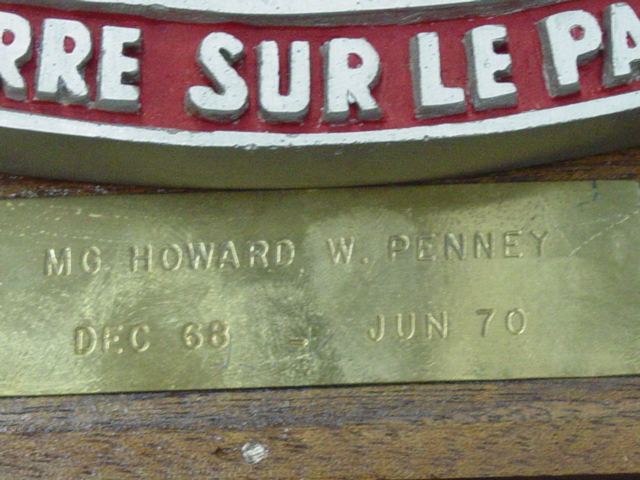 RRE SUR LE PA
MG HOWARD W. PENNEY
DEC 68 - JUN 70